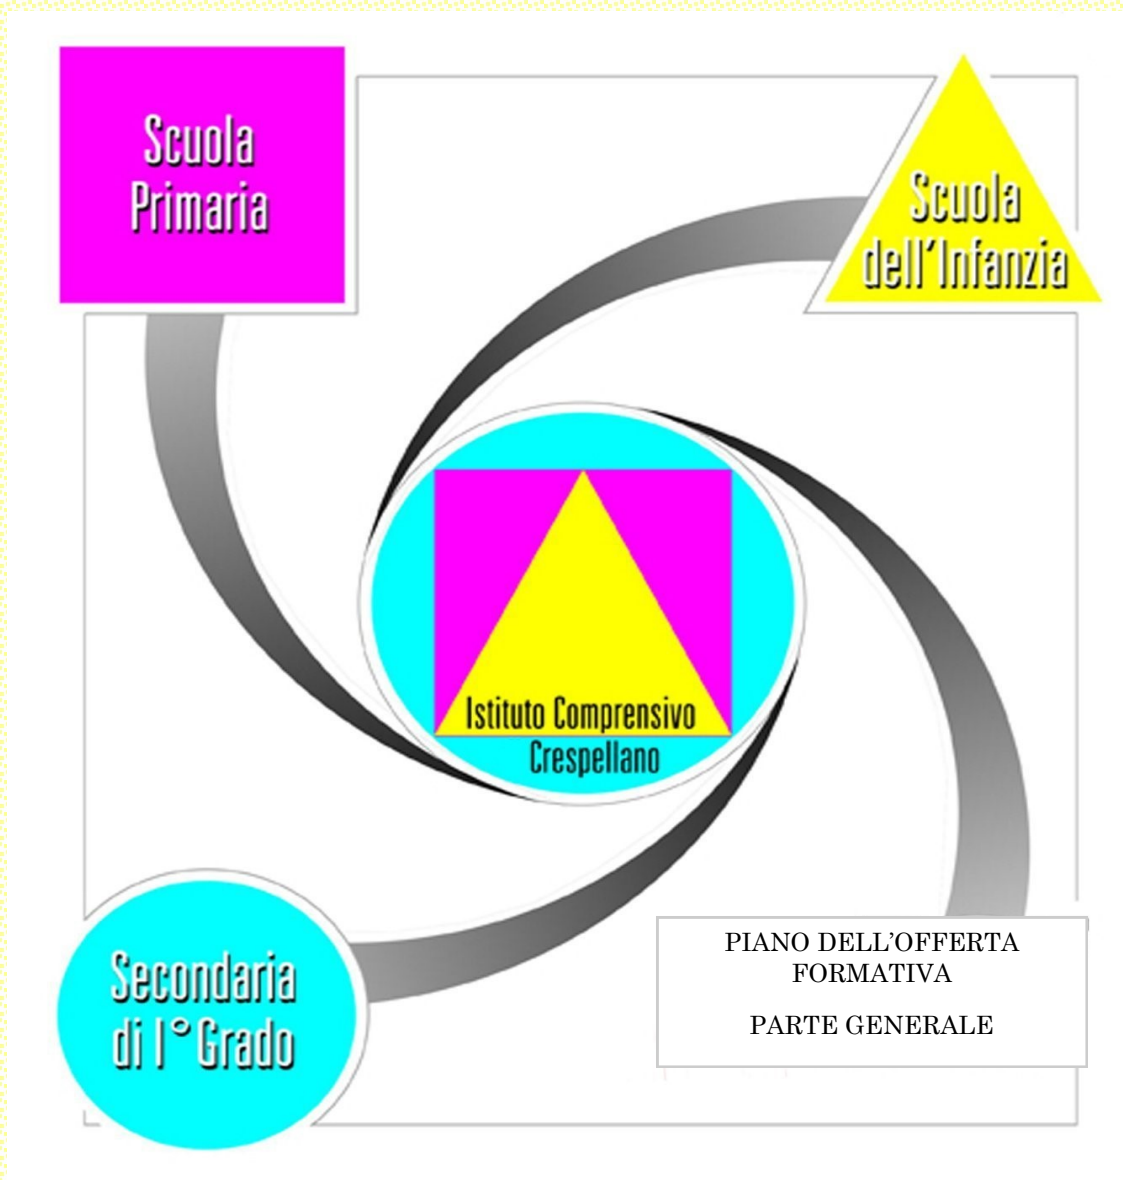 Scuola
Primaria
Scuola
dell'Infanzia
Istituto Comprensivo
Crespellano
Secondaria
di I° Grado
PIANO DELL’OFFERTA
FORMATIVA
PARTE GENERALE